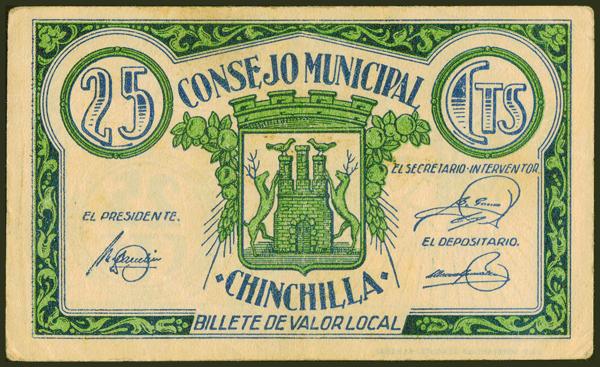 CONSEJO MUNICIPAL
25
CTS
EL SECRETARIO-INTERVENTOR.
EL PRESIDENTE.
EL DEPOSITARIO.
·CHINCHILLA·
BILLETE DE VALOR LOCAL